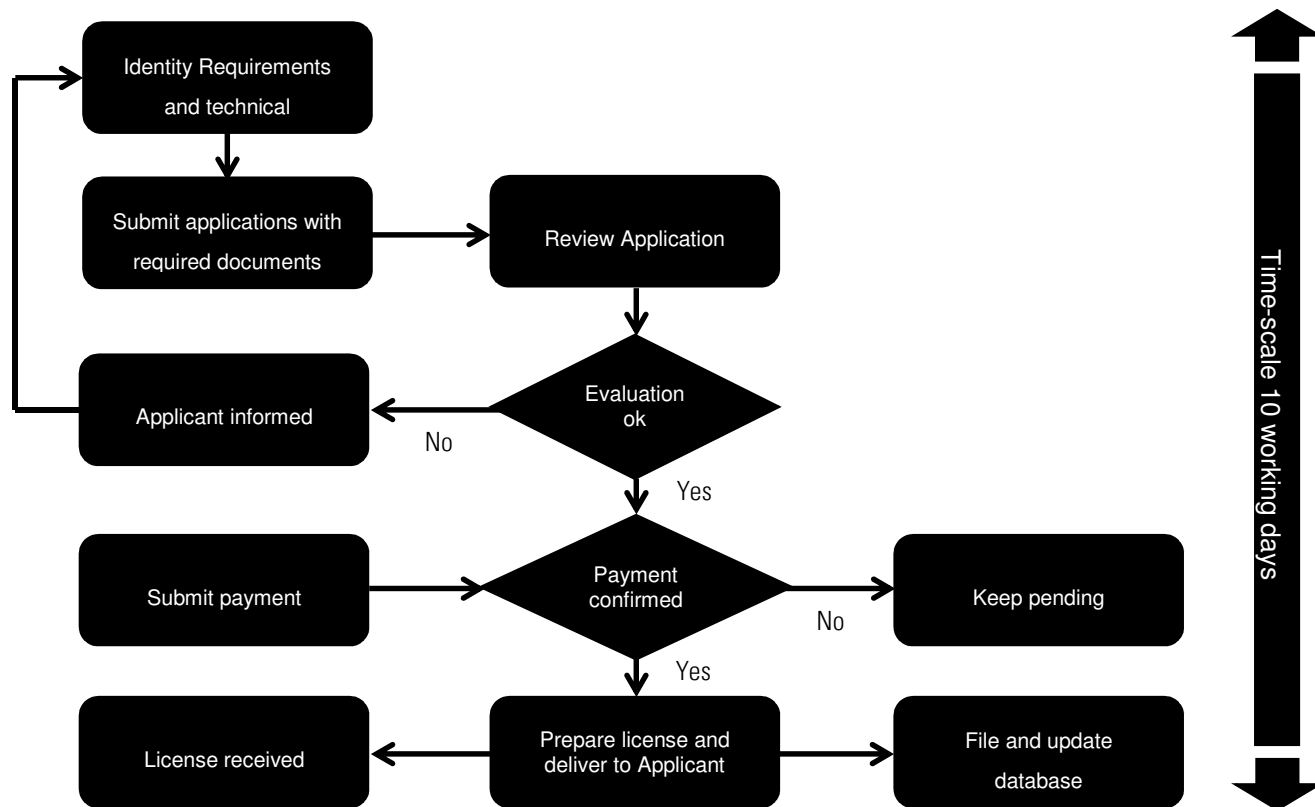 Identity Requirements
and technical
Submit applications with
required documents
Review Application
Applicant informed
No
Evaluation
ok
Yes
Submit payment
Payment
confirmed
No
Keep pending
Yes
License received
Prepare license and
deliver to Applicant
File and update
database
Time-scale 10 working days